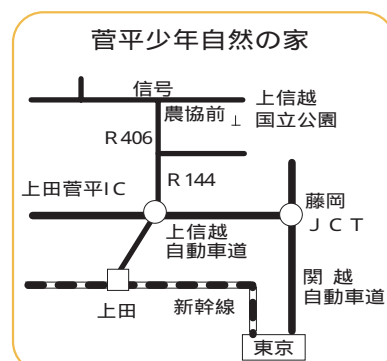 菅平少年自然の家
信号
農協前
上信越
国立公園
R406
R144
上田菅平IC
藤岡
JCT
上信越
自動車道
関越
自動車道
上田
新幹線
東京